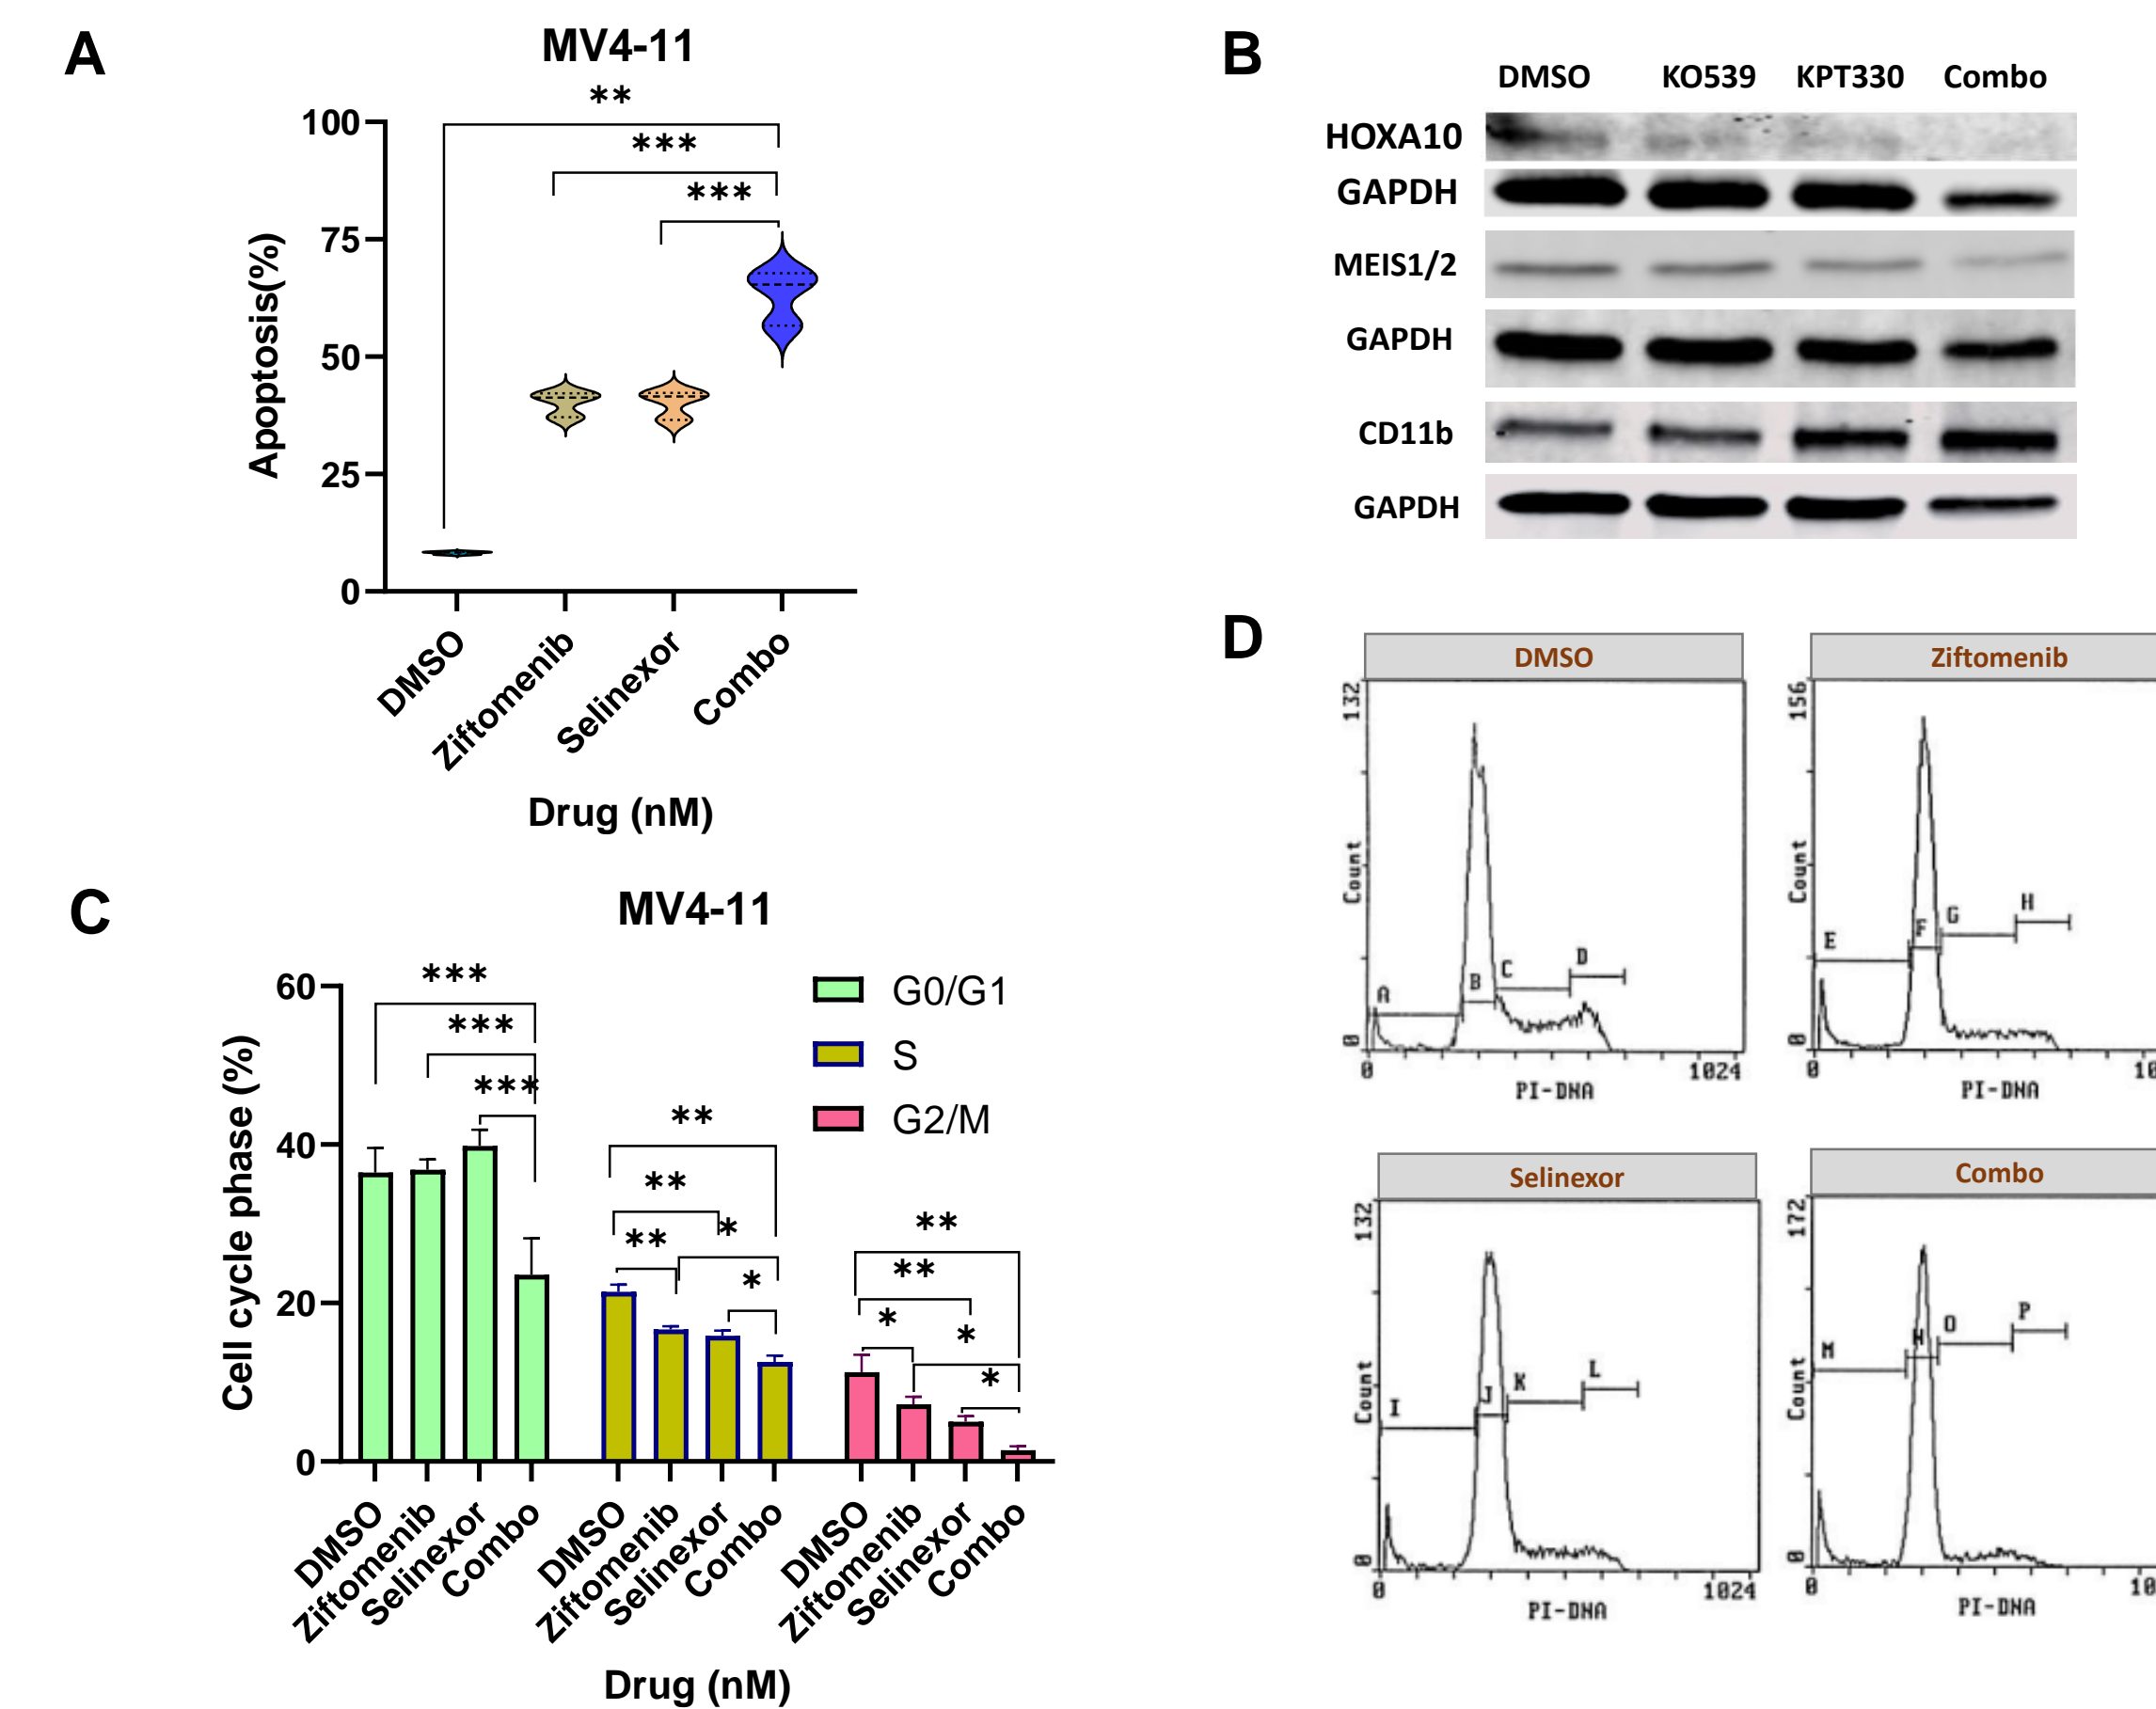 A
MV4-11
**
***
***
100
75
50
25
0
Apoptosis(%)
DMSO
Ziftomenib
Selinexor
Combo
Drug (nM)
B
DMSO KO539 KPT330 Combo
HOXA10
GAPDH
MEIS1/2
GAPDH
CD11b
GAPDH
C
MV4-11
G0/G1
S
G2/M
***
***
***
**
**
**
*
*
**
**
*
*
*
60
40
20
0
Cell cycle phase (%)
DMSO
Ziftomenib
Selinexor
Combo
DMSO
Ziftomenib
Selinexor
Combo
DMSO
Ziftomenib
Selinexor
Combo
Drug (nM)
D
DMSO
132
Count
0
A
B
C
D
0
1024
PI-DNA
Ziftomenib
156
Count
0
E
F
G
H
0
10
PI-DNA
Selinexor
132
Count
0
I
J
K
L
0
1024
PI-DNA
Combo
172
Count
0
M
N
O
P
0
10
PI-DNA